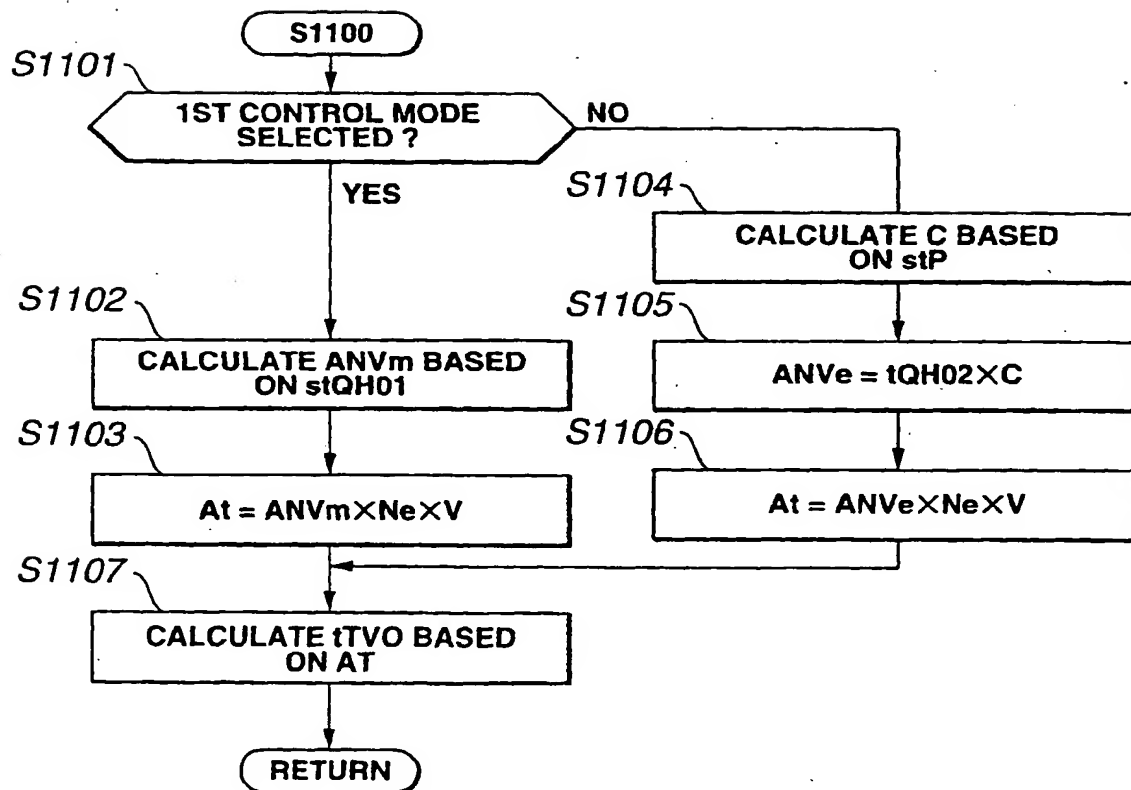 S1100
S1101
1ST CONTROL MODE
SELECTED ?
NO
YES
S1104
CALCULATE C BASED
ON stP
S1102
CALCULATE ANVm BASED
ON stQH01
S1105
ANVe = tQH02×C
S1103
At = ANVm×Ne×V
S1106
At = ANVe×Ne×V
S1107
CALCULATE tTVO BASED
ON AT
RETURN